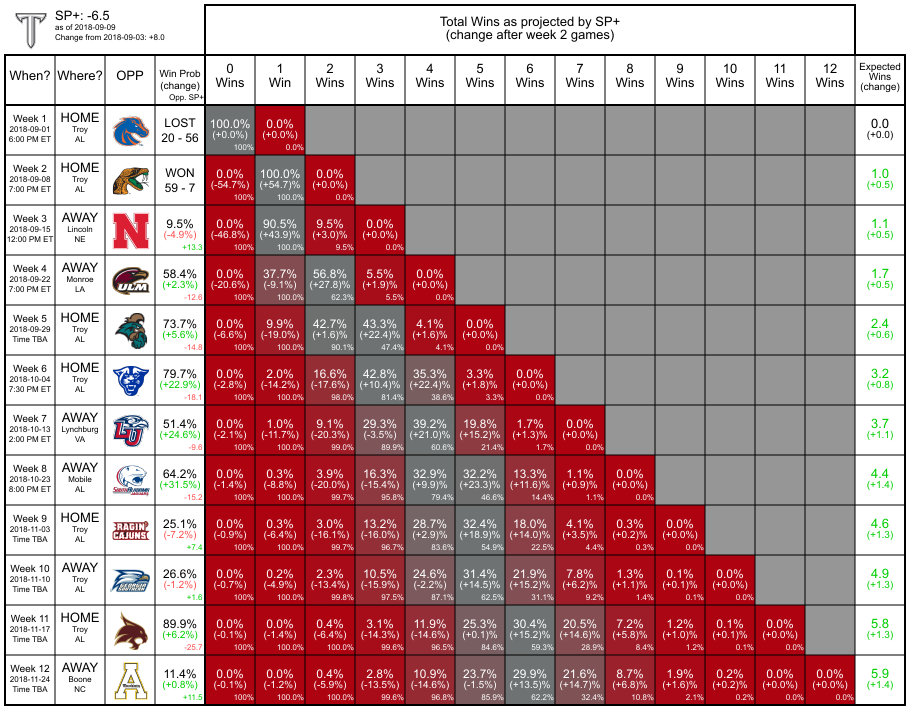 SP+: -6.5
as of 2018-09-09
Change from 2018-09-03: +8.0
Total Wins as projected by SP+
(change after week 2 games)
When? Where? OPP Win Prob (change) Opp. SP+ 0 Wins 1 Win 2 Wins 3 Wins 4 Wins 5 Wins 6 Wins 7 Wins 8 Wins 9 Wins 10 Wins 11 Wins 12 Wins Expected Wins (change)
Week 1 HOME LOST 100.0% 0.0% 0.0
2018-09-01 Troy 20 - 56 (+0.0%) (+0.0%) (+0.0)
6:00 PM ET AL 100% 0.0%
Week 2 HOME WON 0.0% 100.0% 0.0% 1.0
2018-09-08 Troy 59 - 7 (-54.7%) (+54.7)% (+0.0%) (+0.5)
7:00 PM ET AL 100% 100.0% 0.0%
Week 3 AWAY N 9.5% 0.0% 90.5% 9.5% 0.0% 1.1
2018-09-15 Lincoln (-4.9%) (-46.8%) (+43.9)% (+3.0)% (+0.0%) (+0.5)
12:00 PM ET NE +13.3 100% 100.0% 9.5% 0.0%
Week 4 AWAY ULM 58.4% 0.0% 37.7% 56.8% 5.5% 0.0% 1.7
2018-09-22 Monroe (+2.3%) (-20.6%) (-9.1%) (+27.8)% (+1.9)% (+0.0%) (+0.5)
7:00 PM ET LA -12.6 100% 100.0% 62.3% 5.5% 0.0%
Week 5 HOME 73.7% 0.0% 9.9% 42.7% 43.3% 4.1% 0.0% 2.4
2018-09-29 Troy (+5.6%) (-6.6%) (-19.0%) (+1.6)% (+22.4)% (+1.6)% (+0.0%) (+0.6)
Time TBA AL -14.8 100% 100.0% 90.1% 47.4% 4.1% 0.0%
Week 6 HOME 79.7% 0.0% 2.0% 16.6% 42.8% 35.3% 3.3% 0.0% 3.2
2018-10-04 Troy (+22.9%) (-2.8%) (-14.2%) (-17.6%) (+10.4)% (+22.4)% (+1.8)% (+0.0%) (+0.8)
7:30 PM ET AL -18.1 100% 100.0% 98.0% 81.4% 38.6% 3.3% 0.0%
Week 7 AWAY LU 51.4% 0.0% 1.0% 9.1% 29.3% 39.2% 19.8% 1.7% 0.0% 3.7
2018-10-13 Lynchburg (+24.6%) (-2.1%) (-11.7%) (-20.3%) (-3.5%) (+21.0)% (+15.2)% (+1.3)% (+0.0%) (+1.1)
2:00 PM ET VA -9.6 100% 100.0% 99.0% 89.9% 60.6% 21.4% 1.7% 0.0%
Week 8 AWAY SOUTH ALABAMA JAGUARS 64.2% 0.0% 0.3% 3.9% 16.3% 32.9% 32.2% 13.3% 1.1% 0.0% 4.4
2018-10-23 Mobile (+31.5%) (-1.4%) (-8.8%) (-20.0%) (-15.4%) (+9.9)% (+23.3)% (+11.6)% (+0.9)% (+0.0%) (+1.4)
8:00 PM ET AL -15.2 100% 100.0% 99.7% 95.8% 79.4% 46.6% 14.4% 1.1% 0.0%
Week 9 HOME RAGIN' CAJUNS 25.1% 0.0% 0.3% 3.0% 13.2% 28.7% 32.4% 18.0% 4.1% 0.3% 0.0% 4.6
2018-11-03 Troy (-7.2%) (-0.9%) (-6.4%) (-16.1%) (-16.0%) (+2.9)% (+18.9)% (+14.0)% (+3.5)% (+0.2)% (+0.0%) (+1.3)
Time TBA AL +7.4 100% 100.0% 99.7% 96.7% 83.6% 54.9% 22.5% 4.4% 0.3% 0.0%
Week 10 AWAY GEORGIA SOUTHERN 26.6% 0.0% 0.2% 2.3% 10.5% 24.6% 31.4% 21.9% 7.8% 1.3% 0.1% 0.0% 4.9
2018-11-10 Troy (-1.2%) (-0.7%) (-4.9%) (-13.4%) (-15.9%) (-2.2%) (+14.5)% (+15.2)% (+6.2)% (+1.1)% (+0.1)% (+0.0%) (+1.3)
Time TBA AL +1.6 100% 100.0% 99.8% 97.5% 87.1% 62.5% 31.1% 9.2% 1.4% 0.1% 0.0%
Week 11 HOME 89.9% 0.0% 0.0% 0.4% 3.1% 11.9% 25.3% 30.4% 20.5% 7.2% 1.2% 0.1% 0.0% 5.8
2018-11-17 Troy (+6.2%) (-0.1%) (-1.4%) (-6.4%) (-14.3%) (-14.6%) (+0.1)% (+15.2)% (+14.6)% (+5.8)% (+1.0)% (+0.1)% (+0.0%) (+1.3)
Time TBA AL -25.7 100% 100.0% 100.0% 99.6% 96.5% 84.6% 59.3% 28.9% 8.4% 1.2% 0.1% 0.0%
Week 12 AWAY A 11.4% 0.0% 0.0% 0.4% 2.8% 10.9% 23.7% 29.9% 21.6% 8.7% 1.9% 0.2% 0.0% 0.0% 5.9
2018-11-24 Boone (+0.8%) (-0.1%) (-1.2%) (-5.9%) (-13.5%) (-14.6%) (-1.5%) (+13.5)% (+14.7)% (+6.8)% (+1.6)% (+0.2)% (+0.0%) (+0.0%) (+1.4)
Time TBA NC +11.5 100% 100.0% 100.0% 99.6% 96.8% 85.9% 62.2% 32.4% 10.8% 2.1% 0.2% 0.0% 0.0%